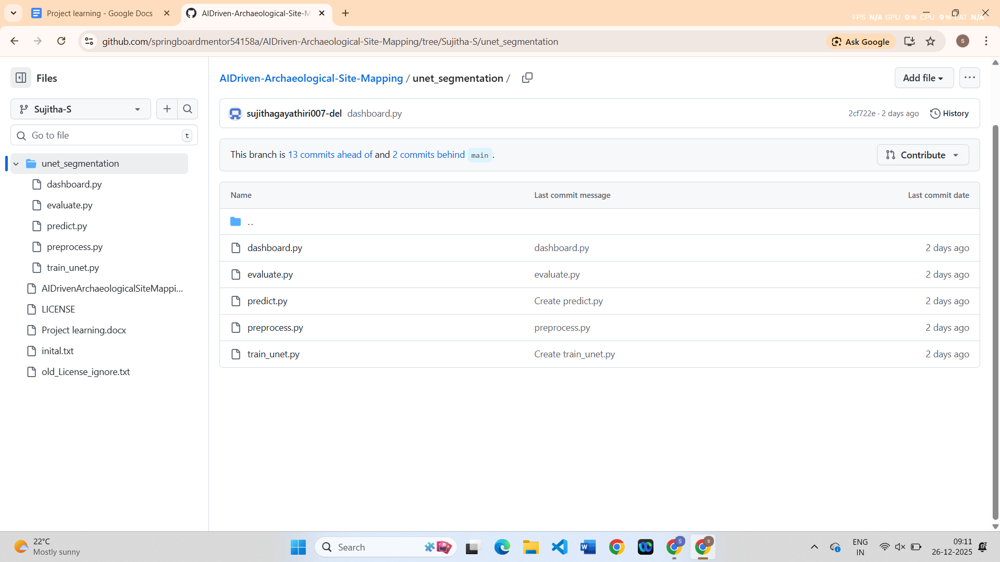 Project learning - Google Docs
AIDriven-Archaeological-Site-M
FPS N/A GPU 0% CPU 9% LAT N/A
github.com/springboardmentor54158a/AIDriven-Archaeological-Site-Mapping/tree/Sujitha-S/unet_segmentation
Ask Google
s
Files
AIDriven-Archaeological-Site-Mapping / unet_segmentation /
Add file
Sujitha-S
sujithagayathiri007-del dashboard.py
2cf722e · 2 days ago
History
Go to file
t
This branch is 13 commits ahead of and 2 commits behind main .
Contribute
unet_segmentation
dashboard.py
evaluate.py
predict.py
preprocess.py
train_unet.py
AIDrivenArchaeologicalSiteMappi...
LICENSE
Project learning.docx
inital.txt
old_License_ignore.txt
Name Last commit message Last commit date
..
dashboard.py dashboard.py 2 days ago
evaluate.py evaluate.py 2 days ago
predict.py Create predict.py 2 days ago
preprocess.py preprocess.py 2 days ago
train_unet.py Create train_unet.py 2 days ago
22°C
Mostly sunny
Search
S
s
ENG
IN
09:11
26-12-2025